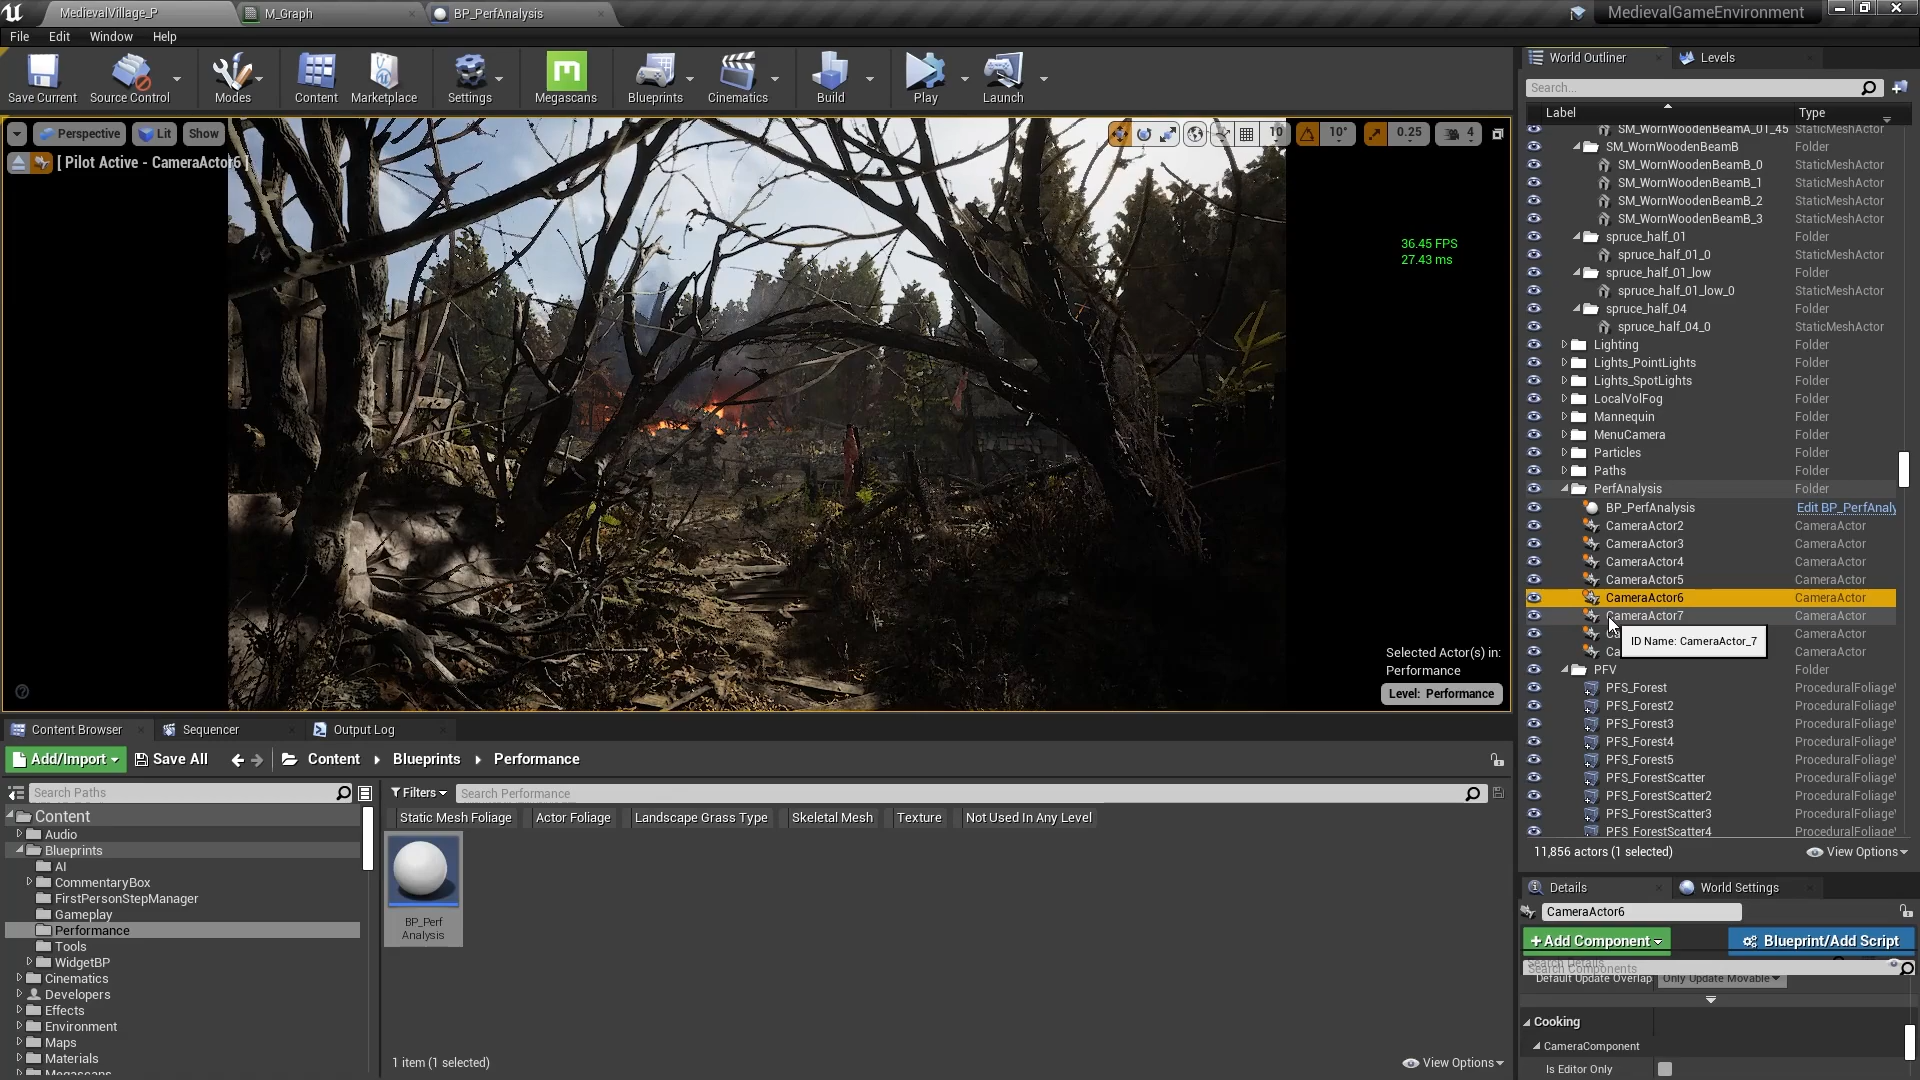 MedievalVillage_P
M_Graph
BP_PerfAnalysis
MedievalGameEnvironment
File
Edit
Window
Help
Save Current
Source Control
Modes
Content
Marketplace
Settings
Megascans
Blueprints
Cinematics
Build
Play
Launch
Perspective
Lit
Show
10
10°
0.25
4
[ Pilot Active - CameraActor6 ]
36.45 FPS
27.43 ms
Selected Actor(s) in:
Performance
Level: Performance
World Outliner
Levels
Search...
Label
Type
SM_WornWoodenBeamA_01_45 StaticMeshActor
SM_WornWoodenBeamB Folder
SM_WornWoodenBeamB_0 StaticMeshActor
SM_WornWoodenBeamB_1 StaticMeshActor
SM_WornWoodenBeamB_2 StaticMeshActor
SM_WornWoodenBeamB_3 StaticMeshActor
spruce_half_01 Folder
spruce_half_01_0 StaticMeshActor
spruce_half_01_low Folder
spruce_half_01_low_0 StaticMeshActor
spruce_half_04 Folder
spruce_half_04_0 StaticMeshActor
Lighting Folder
Lights_PointLights Folder
Lights_SpotLights Folder
LocalVolFog Folder
Mannequin Folder
MenuCamera Folder
Particles Folder
Paths Folder
PerfAnalysis Folder
BP_PerfAnalysis Edit BP_PerfAnaly
CameraActor2 CameraActor
CameraActor3 CameraActor
CameraActor4 CameraActor
CameraActor5 CameraActor
CameraActor6 CameraActor
CameraActor7 CameraActor
CameraActor
ID Name: CameraActor_7
Ca CameraActor
PFV Folder
PFS_Forest ProceduralFoliageV
PFS_Forest2 ProceduralFoliageV
PFS_Forest3 ProceduralFoliageV
PFS_Forest4 ProceduralFoliageV
PFS_Forest5 ProceduralFoliageV
PFS_ForestScatter ProceduralFoliageV
PFS_ForestScatter2 ProceduralFoliageV
PFS_ForestScatter3 ProceduralFoliageV
PFS_ForestScatter4 ProceduralFoliageV
11,856 actors (1 selected)
View Options
Details
World Settings
CameraActor6
+Add Component
Blueprint/Add Script
Search Components
Default Update Overlap
Only Update Movable
Cooking
CameraComponent
Is Editor Only
Content Browser
Sequencer
Output Log
Add/Import
Save All
Content
Blueprints
Performance
Search Paths
Filters
Search Performance
Static Mesh Foliage
Actor Foliage
Landscape Grass Type
Skeletal Mesh
Texture
Not Used In Any Level
Content
Audio
Blueprints
AI
CommentaryBox
FirstPersonStepManager
Gameplay
Performance
Tools
WidgetBP
Cinematics
Developers
Effects
Environment
Maps
Materials
Megascans
BP_Perf
Analysis
1 item (1 selected)
View Options